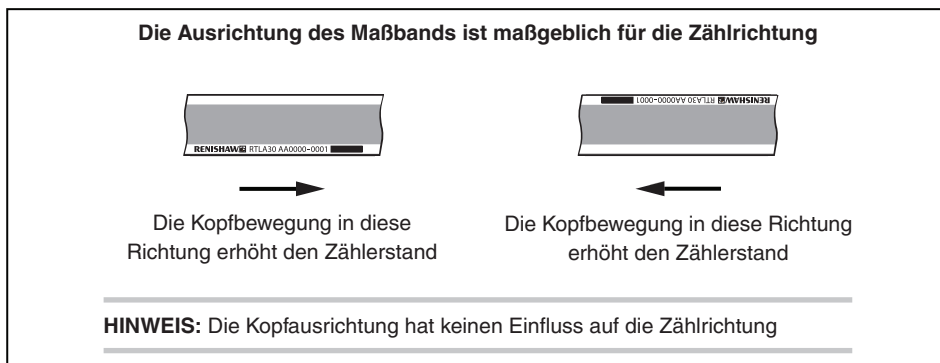 Die Ausrichtung des Maßbands ist maßgeblich für die Zählrichtung
RENISHAW RTLA30 AA0000-0001
RENISHAW RTLA30 AA0000-0001
Die Kopfbewegung in diese
Richtung erhöht den Zählerstand
Die Kopfbewegung in diese Richtung
erhöht den Zählerstand
HINWEIS: Die Kopfausrichtung hat keinen Einfluss auf die Zählrichtung